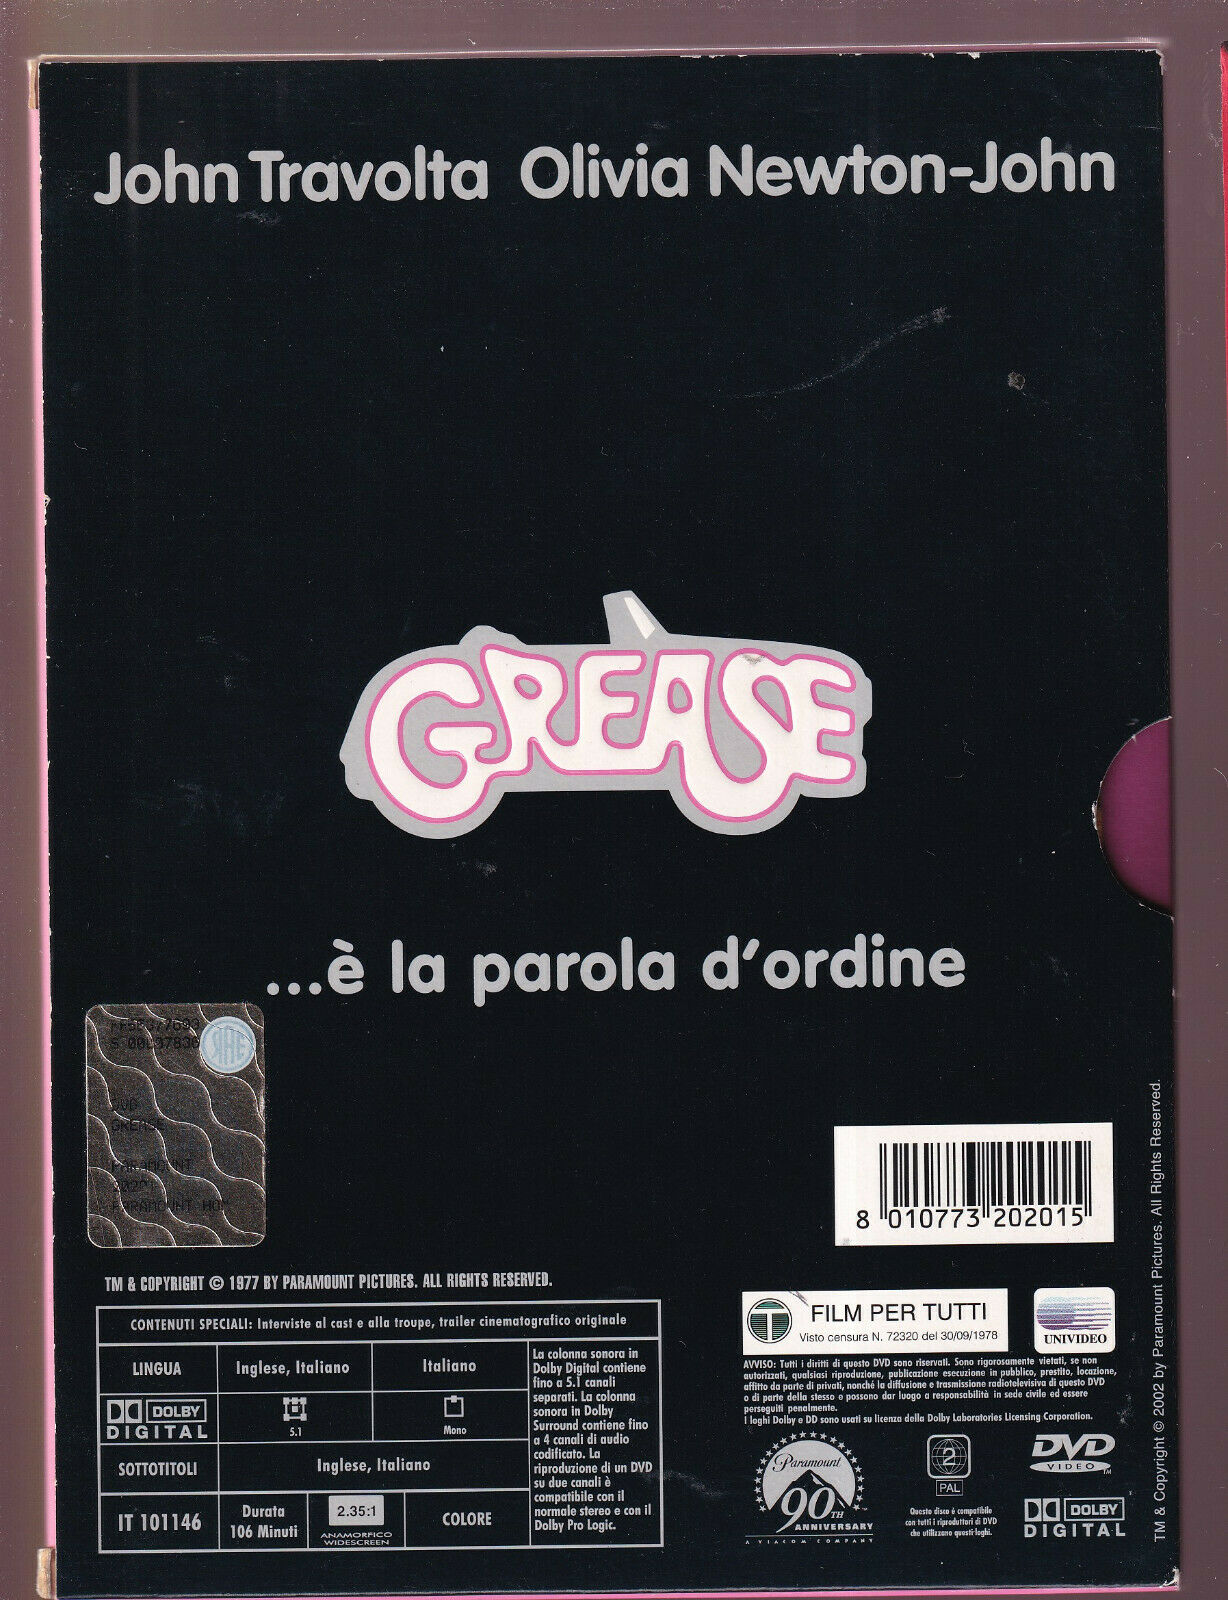 John Travolta Olivia Newton-John
GREASE
...è la parola d'ordine
DVD
GREASE
PARAMOUNT
8 010773 202015
TM & COPYRIGHT © 1977 BY PARAMOUNT PICTURES. ALL RIGHTS RESERVED.
CONTENUTI SPECIALI: Interviste al cast e alla troupe, trailer cinematografico originale
LINGUA
Inglese, Italiano
Italiano
DOLBY
DIGITAL
5.1
Mono
SOTTOTITOLI
Inglese, Italiano
IT 101146
Durata
106 Minuti
2.35:1
ANAMORFICO
WIDESCREEN
COLORE
La colonna sonora in
Dolby Digital contiene
fino a 5.1 canali
separati. La colonna
sonora in Dolby
Surround contiene fino
a 4 canali di audio
codificato. La
riproduzione di un DVD
su due canali è
compatibile con il
normale stereo e con il
Dolby Pro Logic.
T FILM PER TUTTI
Visto censura N. 72320 del 30/09/1978
UNIVIDEO
AVVISO: Tutti i diritti di questo DVD sono riservati. Sono rigorosamente vietati, se non
autorizzati, qualsiasi riproduzione, publicazione esecuzione in pubblico, prestito, locazione,
affitto da parte di privati, nonché la diffusione e trasmissione radiotelevisiva di questo DVD
o di parte della stesso e possono dar luogo a responsabilità in sede civile ed essere
perseguiti penalmente.
I loghi Dolby e DD sono usati su licenza della Dolby Laboratories Licensing Corporation.
Paramount
90TH
ANNIVERSARY
A VIACOM COMPANY
2
PAL
Questo disco è compatibile
con tutti i riproduttori di DVD
che utilizzano questi loghi.
DVD
VIDEO TM
DOLBY
DIGITAL
TM & Copyright © 2002 by Paramount Pictures. All Rights Reserved.